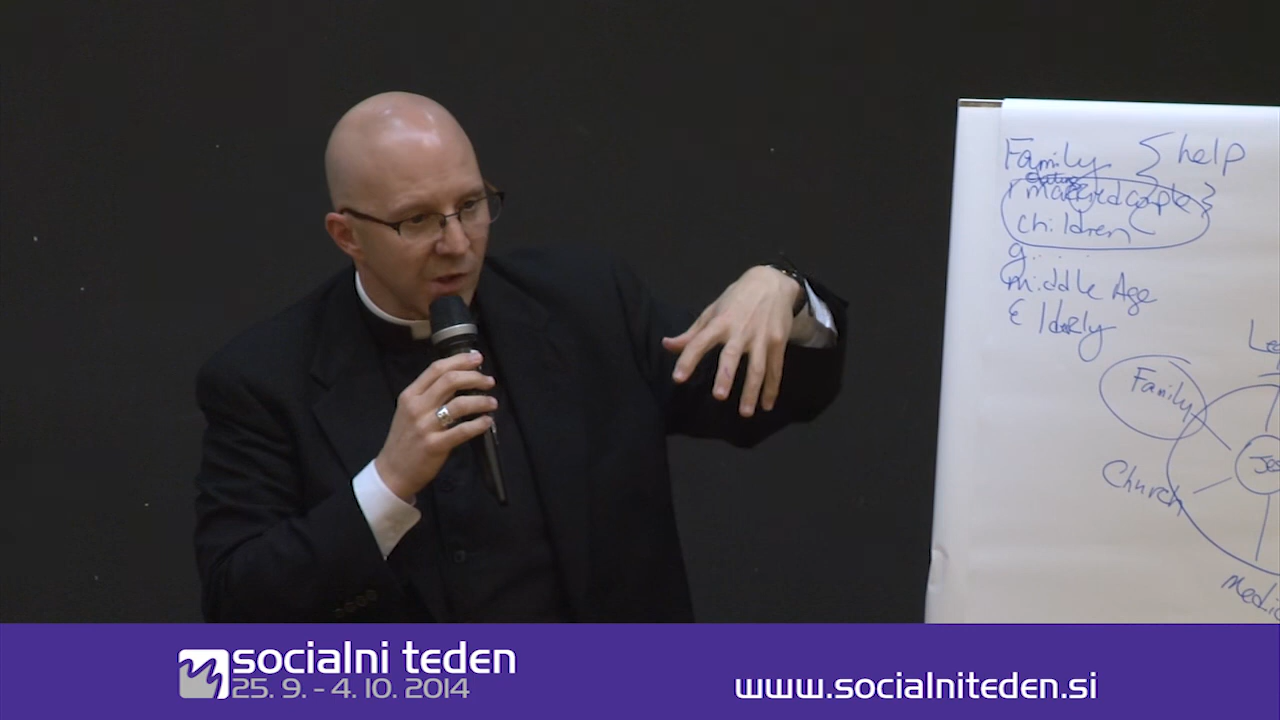 Family { help
married couple }
children
g.....
middle Age
Elderly
Family
Church
socialni teden
25. 9. - 4. 10. 2014
www.socialniteden.si